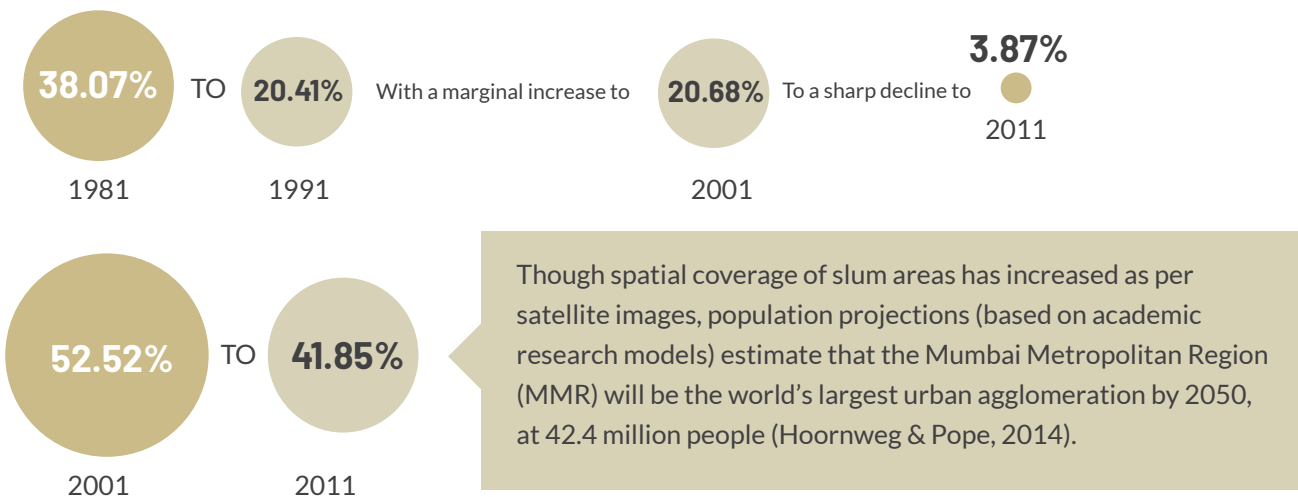 3.87%
38.07% TO 20.41% With a marginal increase to 20.68% To a sharp decline to
2011
1981 1991 2001
Though spatial coverage of slum areas has increased as per
satellite images, population projections (based on academic
research models) estimate that the Mumbai Metropolitan Region
(MMR) will be the world’s largest urban agglomeration by 2050,
at 42.4 million people (Hoornweg & Pope, 2014).
52.52% TO 41.85%
2001 2011